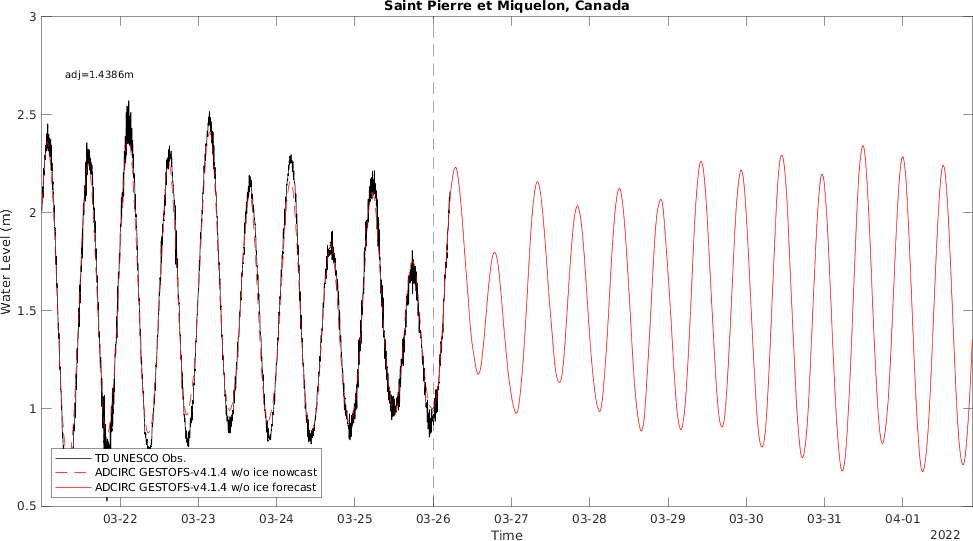 Saint Pierre et Miquelon, Canada
3
adj=1.4386m
2.5
2
Water Level (m)
1.5
1
TD UNESCO Obs.
ADCIRC GESTOFS-v4.1.4 w/o ice nowcast
ADCIRC GESTOFS-v4.1.4 w/o ice forecast
0.5
03-22 03-23 03-24 03-25 03-26 03-27 03-28 03-29 03-30 03-31 04-01
Time
2022